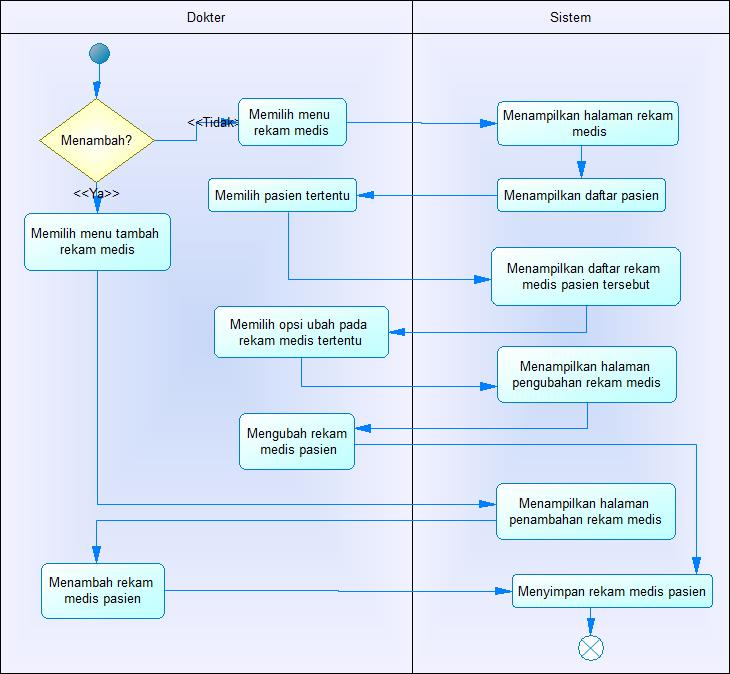 Dokter
Sistem
Menambah?
<<Tidak>
Memilih menu
rekam medis
Menampilkan halaman rekam
medis
<<Ya>>
Memilih pasien tertentu
Menampilkan daftar pasien
Memilih menu tambah
rekam medis
Menampilkan daftar rekam
medis pasien tersebut
Memilih opsi ubah pada
rekam medis tertentu
Menampilkan halaman
pengubahan rekam medis
Mengubah rekam
medis pasien
Menampilkan halaman
penambahan rekam medis
Menambah rekam
medis pasien
Menyimpan rekam medis pasien